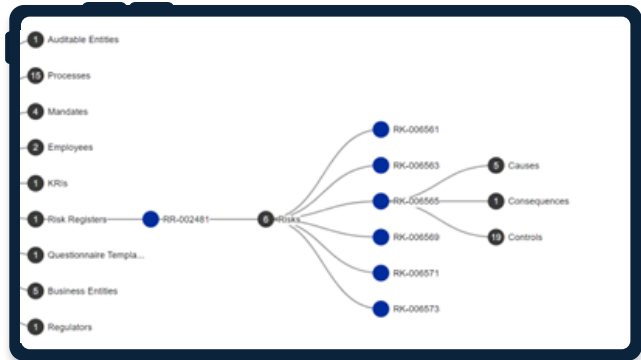 1 Auditable Entities
15 Processes
4 Mandates
2 Employees
1 KRIs
1 Risk Registers
1 Questionnaire Templa...
5 Business Entities
1 Regulators
RR-002481
6 Risks
RK-006561
RK-006563
RK-006565
RK-006569
RK-006571
RK-006573
5 Causes
1 Consequences
19 Controls